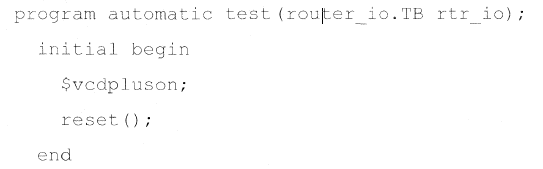 program automatic test(router_io.TB rtr_io);
  initial begin
    $vcdpluson;
    reset();
  end